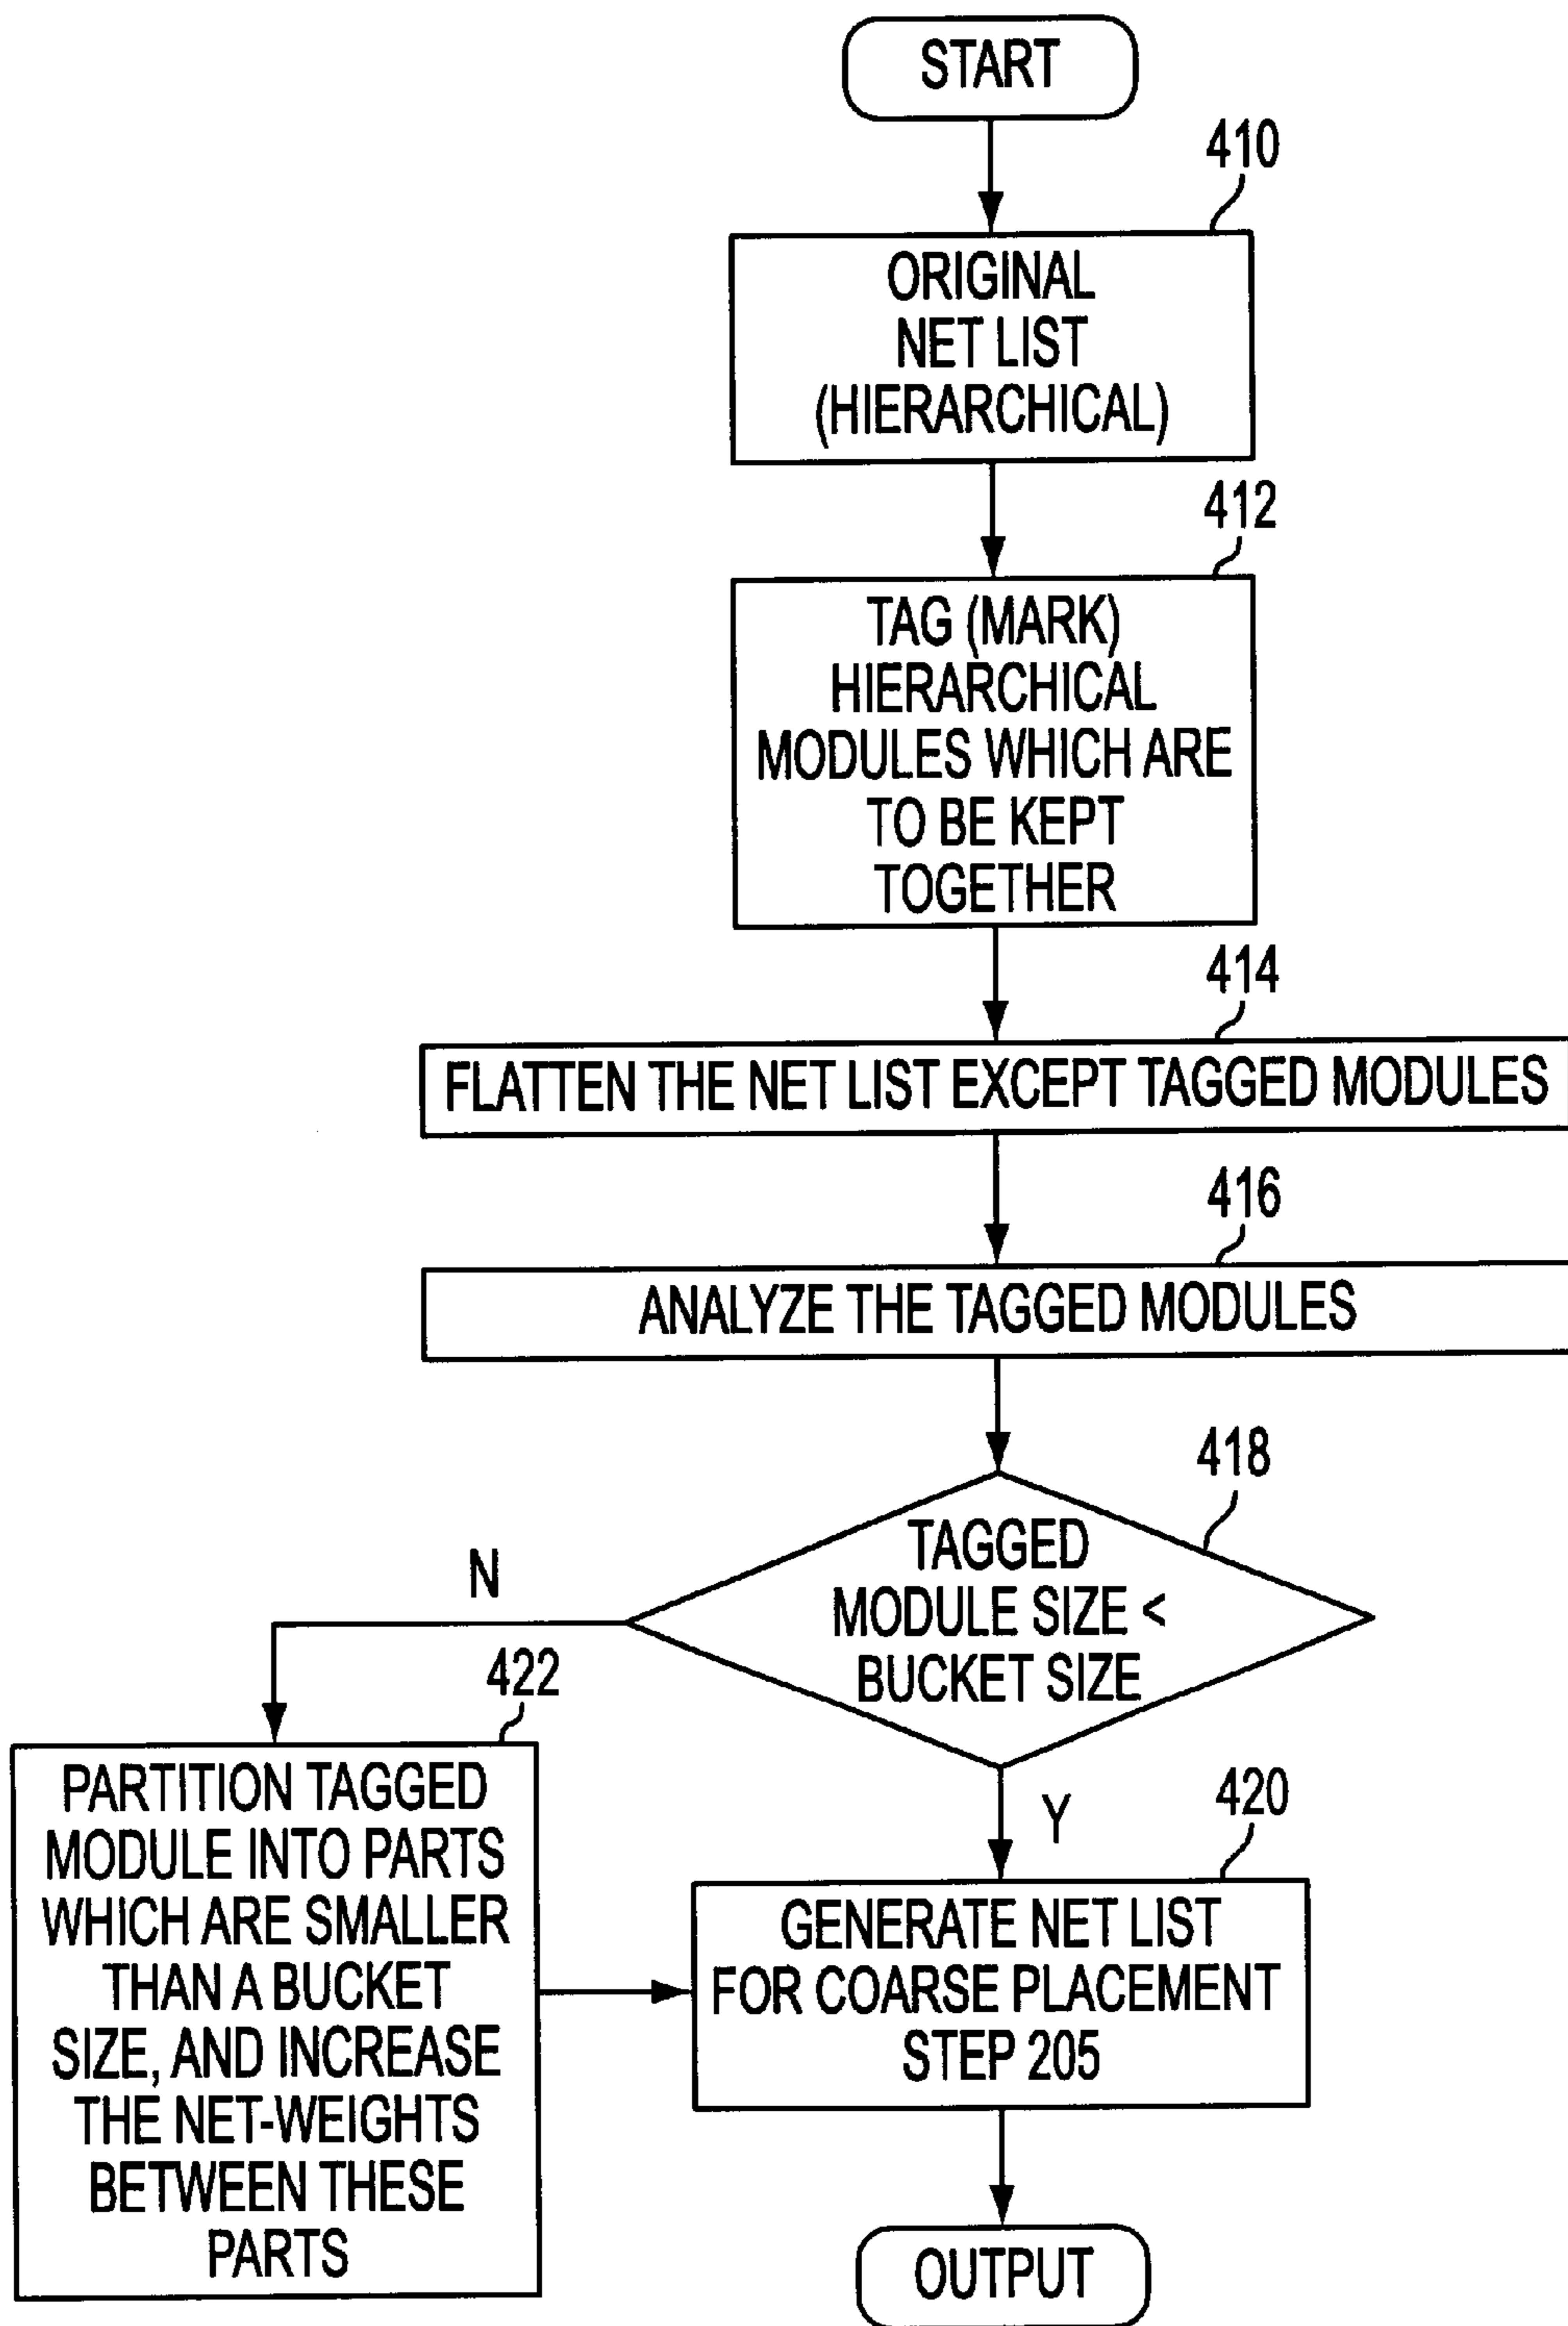 START
410
ORIGINAL
NET LIST
(HIERARCHICAL)
412
TAG (MARK)
HIERARCHICAL
MODULES WHICH ARE
TO BE KEPT
TOGETHER
414
FLATTEN THE NET LIST EXCEPT TAGGED MODULES
416
ANALYZE THE TAGGED MODULES
418
TAGGED
MODULE SIZE <
BUCKET SIZE
N
422
PARTITION TAGGED
MODULE INTO PARTS
WHICH ARE SMALLER
THAN A BUCKET
SIZE, AND INCREASE
THE NET-WEIGHTS
BETWEEN THESE
PARTS
Y
420
GENERATE NET LIST
FOR COARSE PLACEMENT
STEP 205
OUTPUT